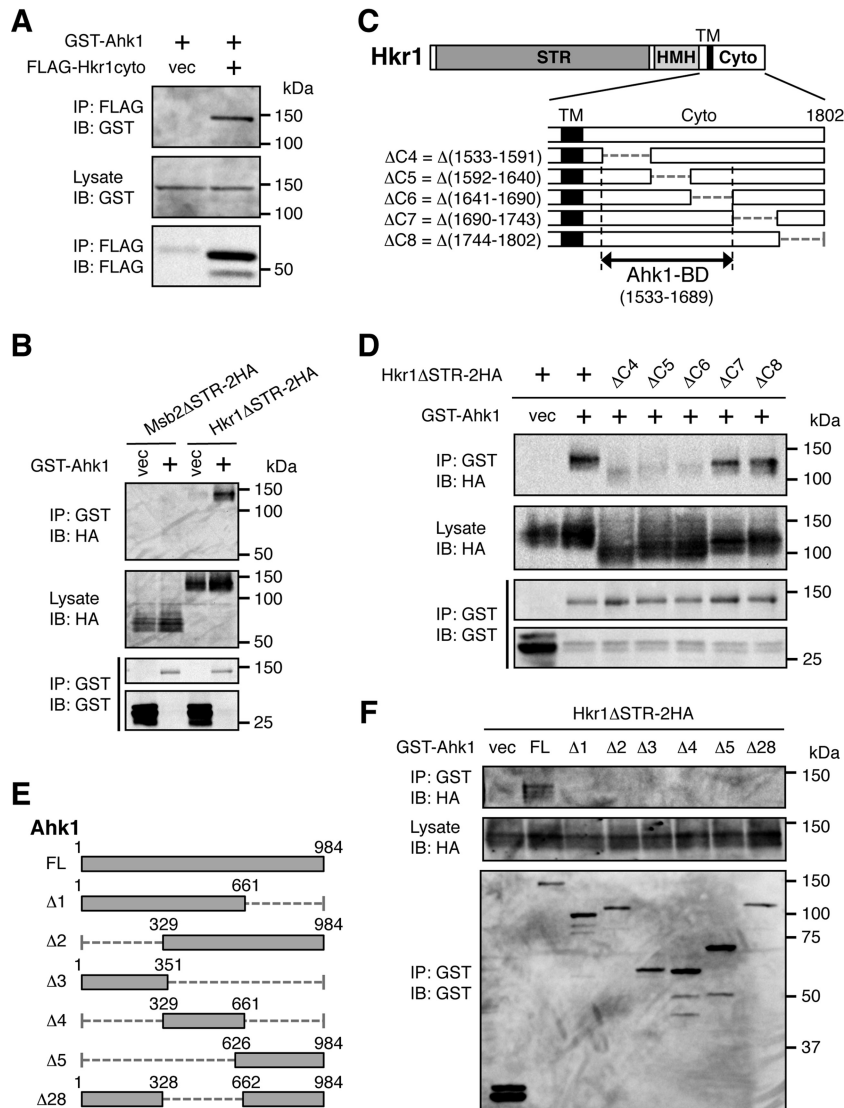 A
GST-Ahk1 + +
FLAG-Hkr1cyto vec +
kDa
IP: FLAG
IB: GST
150
100
Lysate
IB: GST
150
100
IP: FLAG
IB: FLAG
50
B
Msb2ΔSTR-2HA
Hkr1ΔSTR-2HA
GST-Ahk1 vec + vec + kDa
IP: GST
IB: HA
150
100
50
Lysate
IB: HA
150
100
50
150
IP: GST
IB: GST
25
C
TM
Hkr1 STR HMH Cyto
TM Cyto 1802
ΔC4 = Δ(1533-1591)
ΔC5 = Δ(1592-1640)
ΔC6 = Δ(1641-1690)
ΔC7 = Δ(1690-1743)
ΔC8 = Δ(1744-1802)
Ahk1-BD
(1533-1689)
D
Hkr1ΔSTR-2HA + + ΔC4 ΔC5 ΔC6 ΔC7 ΔC8
GST-Ahk1 vec + + + + + +
kDa
IP: GST
IB: HA
150
100
Lysate
IB: HA
150
100
150
IP: GST
IB: GST
25
E
Ahk1
1 984
FL
1 661
Δ1
329 984
Δ2
1 351
Δ3
329 661
Δ4
626 984
Δ5
1 328 662 984
Δ28
F
Hkr1ΔSTR-2HA
GST-Ahk1 vec FL Δ1 Δ2 Δ3 Δ4 Δ5 Δ28
kDa
IP: GST
IB: HA
150
Lysate
IB: HA
150
150
100
75
IP: GST
IB: GST
50
37